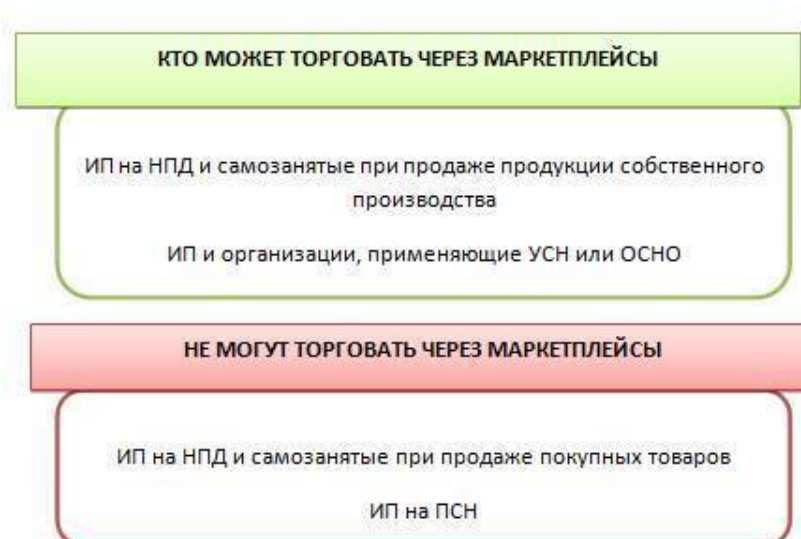 КТО МОЖЕТ ТОРГОВАТЬ ЧЕРЕЗ МАРКЕТПЛЕЙСЫ
ИП на НПД и самозанятые при продаже продукции собственного
производства
ИП и организации, применяющие УСН или ОСНО
НЕ МОГУТ ТОРГОВАТЬ ЧЕРЕЗ МАРКЕТПЛЕЙСЫ
ИП на НПД и самозанятые при продаже покупных товаров
ИП на ПСН